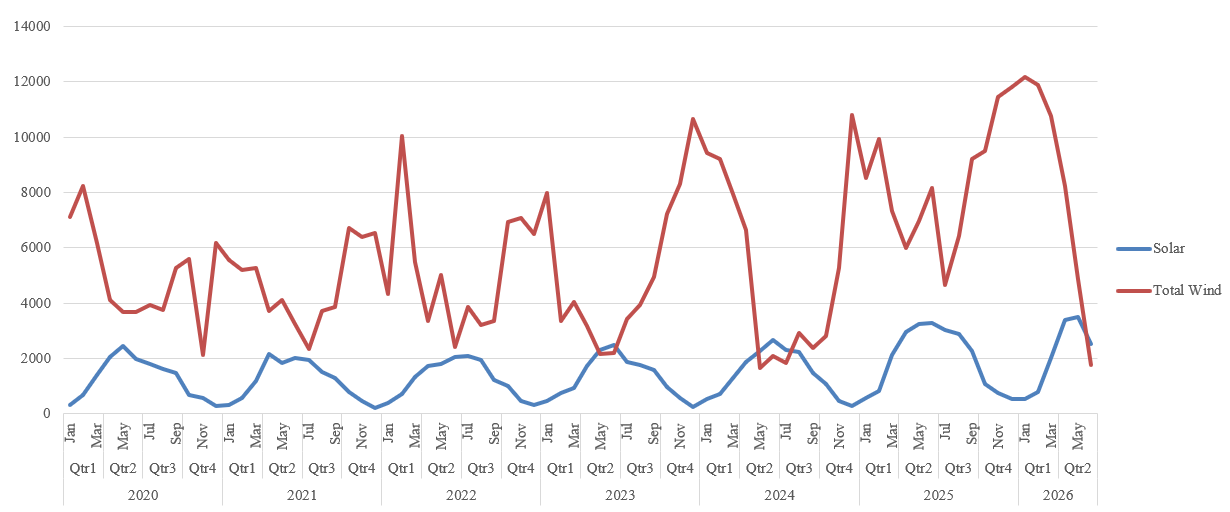 14000
12000
10000
8000
6000
4000
2000
0
Solar
Total Wind
Jan Mar May Jul Sep Nov Jan Mar May Jul Sep Nov Jan Mar May Jul Sep Nov Jan Mar May Jul Sep Nov Jan Mar May Jul Sep Nov Jan Mar May Jul Sep Nov Jan Mar May
Qtr1 Qtr2 Qtr3 Qtr4 Qtr1 Qtr2 Qtr3 Qtr4 Qtr1 Qtr2 Qtr3 Qtr4 Qtr1 Qtr2 Qtr3 Qtr4 Qtr1 Qtr2 Qtr3 Qtr4 Qtr1 Qtr2 Qtr3 Qtr4 Qtr1 Qtr2
2020 2021 2022 2023 2024 2025 2026